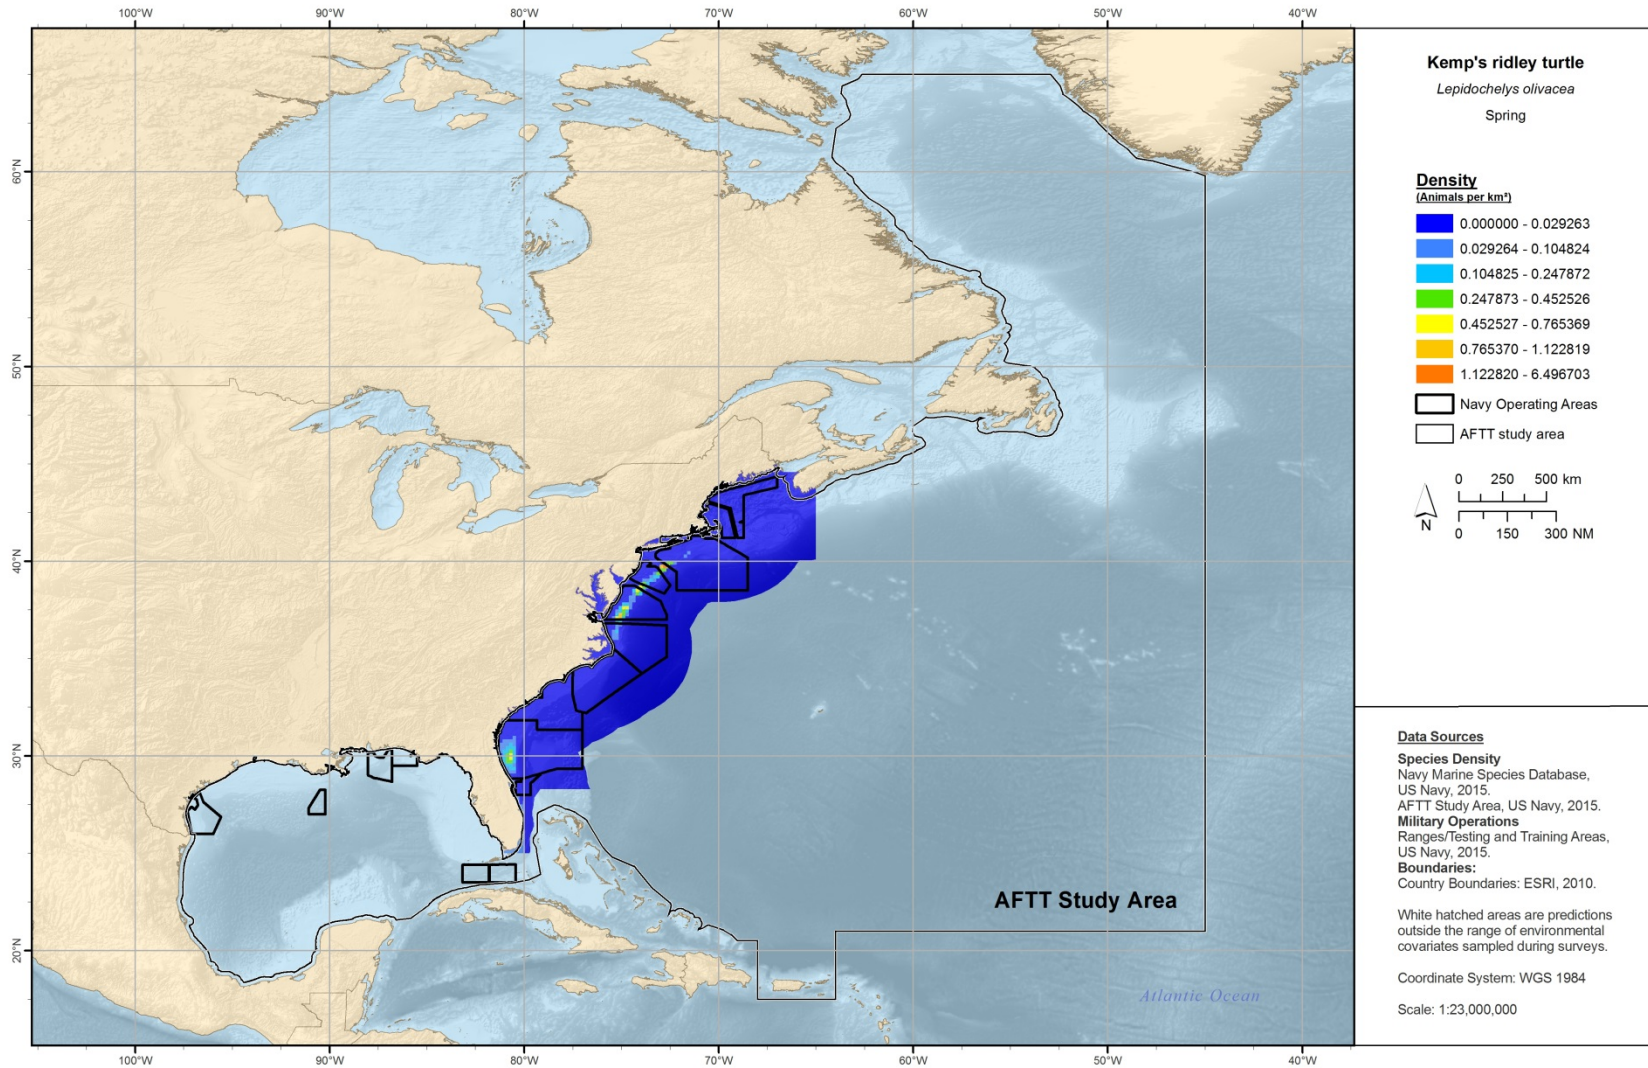 100°W
90°W
80°W
70°W
60°W
50°W
40°W
60°N
50°N
40°N
30°N
20°N
60°N
50°N
40°N
30°N
20°N
AFTT Study Area
Atlantic Ocean
100°W
90°W
80°W
70°W
60°W
50°W
40°W
Kemp's ridley turtle
Lepidochelys olivacea
Spring
Density
(Animals per km²)
0.000000 - 0.029263
0.029264 - 0.104824
0.104825 - 0.247872
0.247873 - 0.452526
0.452527 - 0.765369
0.765370 - 1.122819
1.122820 - 6.496703
Navy Operating Areas
AFTT study area
N
0 250 500 km
0 150 300 NM
Data Sources
Species Density
Navy Marine Species Database,
US Navy, 2015.
AFTT Study Area, US Navy, 2015.
Military Operations
Ranges/Testing and Training Areas,
US Navy, 2015.
Boundaries:
Country Boundaries: ESRI, 2010.
White hatched areas are predictions
outside the range of environmental
covariates sampled during surveys.
Coordinate System: WGS 1984
Scale: 1:23,000,000